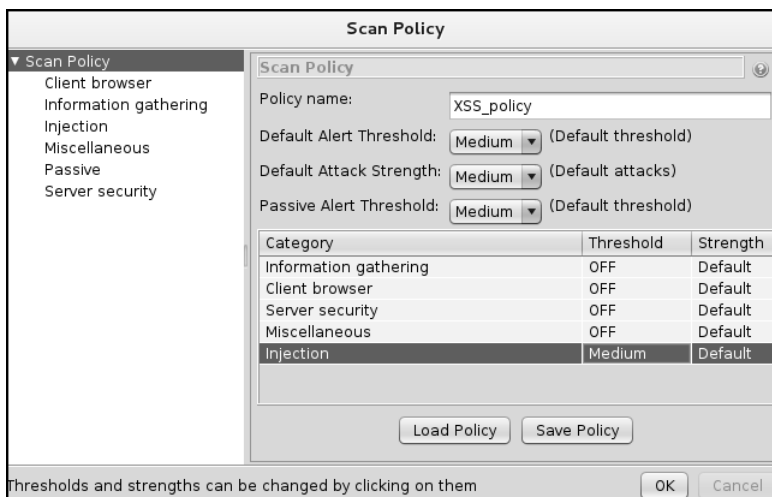 Scan Policy
▼ Scan Policy
Client browser
Information gathering
Injection
Miscellaneous
Passive
Server security
Scan Policy
Policy name: XSS_policy
Default Alert Threshold: Medium (Default threshold)
Default Attack Strength: Medium (Default attacks)
Passive Alert Threshold: Medium (Default threshold)
Category Threshold Strength
Information gathering OFF Default
Client browser OFF Default
Server security OFF Default
Miscellaneous OFF Default
Injection Medium Default
Load Policy Save Policy
Thresholds and strengths can be changed by clicking on them OK Cancel